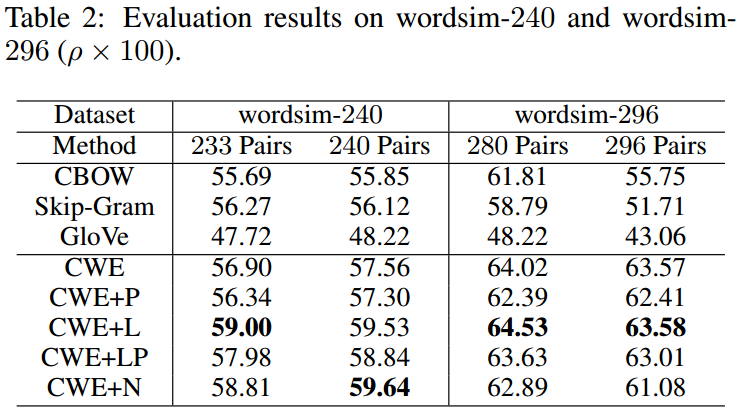 Table 2: Evaluation results on wordsim-240 and wordsim-
296 (ρ × 100).
Dataset wordsim-240 wordsim-296
Method 233 Pairs 240 Pairs 280 Pairs 296 Pairs
CBOW 55.69 55.85 61.81 55.75
Skip-Gram 56.27 56.12 58.79 51.71
GloVe 47.72 48.22 48.22 43.06
CWE 56.90 57.56 64.02 63.57
CWE+P 56.34 57.30 62.39 62.41
CWE+L 59.00 59.53 64.53 63.58
CWE+LP 57.98 58.84 63.63 63.01
CWE+N 58.81 59.64 62.89 61.08